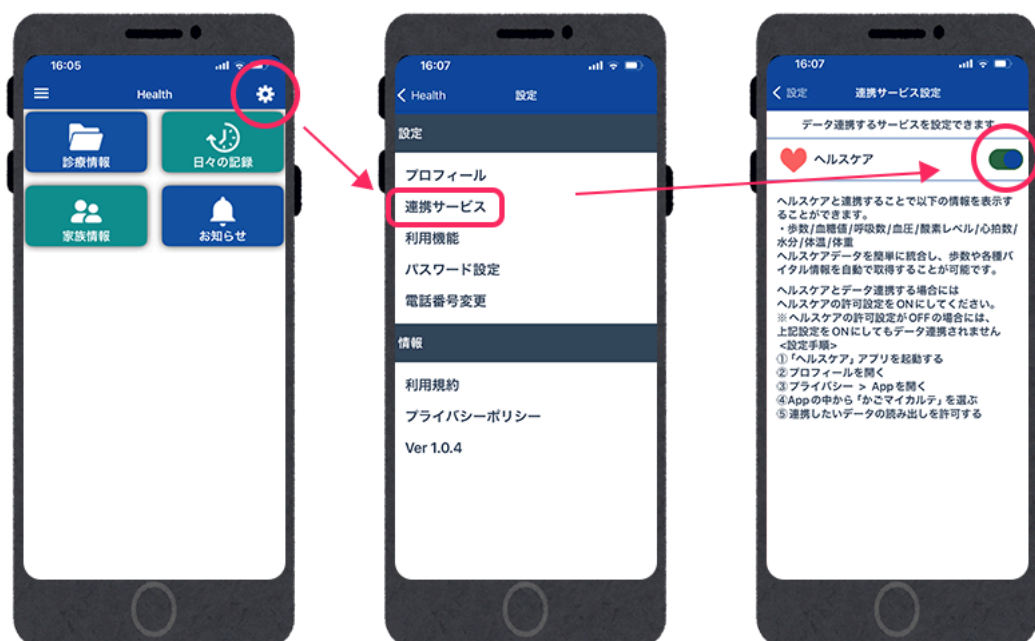 16:05
Health
診療情報
日々の記録
家族情報
お知らせ
16:07
Health
設定
設定
プロフィール
連携サービス
利用機能
パスワード設定
電話番号変更
情報
利用規約
プライバシーポリシー
Ver 1.0.4
16:07
設定
連携サービス設定
データ連携するサービスを設定できます
ヘルスケア
ヘルスケアと連携することで以下の情報を表示す
ることができます。
・歩数/血糖値/呼吸数/血圧/酸素レベル/心拍数/
水分/体温/体重
ヘルスケアデータを簡単に統合し、歩数や各種バ
イタル情報を自動で取得することが可能です。
ヘルスケアとデータ連携する場合には
ヘルスケアの許可設定をONにしてください。
※ヘルスケアの許可設定がOFFの場合には、
上記設定をONにしてもデータ連携されません
<設定手順>
①「ヘルスケア」アプリを起動する
②プロフィールを開く
③プライバシー > Appを開く
④Appの中から「かごマイカルテ」を選ぶ
⑤連携したいデータの読み出しを許可する